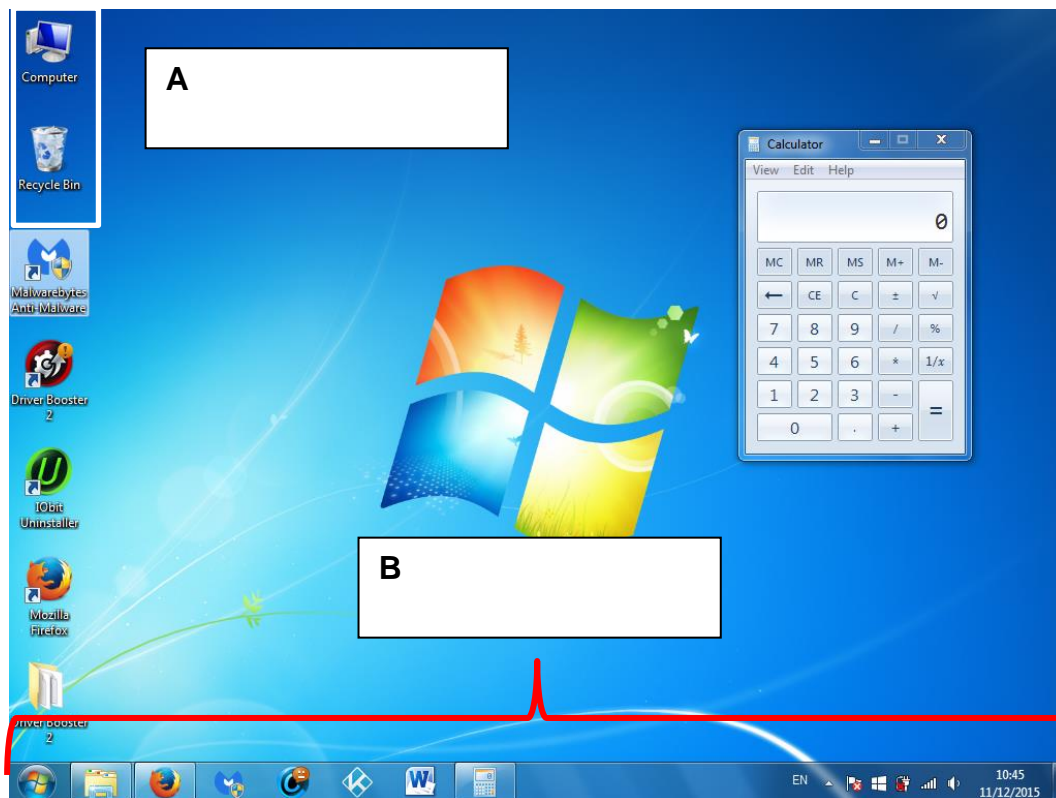 Computer
Recycle Bin
Malwarebytes
Anti-Malware
Driver Booster
2
IObit
Uninstaller
Mozilla
Firefox
Driver Booster
2
A
B
Calculator
View Edit Help
0
MC MR MS M+ M-
← CE C ± √
7 8 9 / %
4 5 6 * 1/x
1 2 3 - =
0 . +
W
EN
10:45
11/12/2015